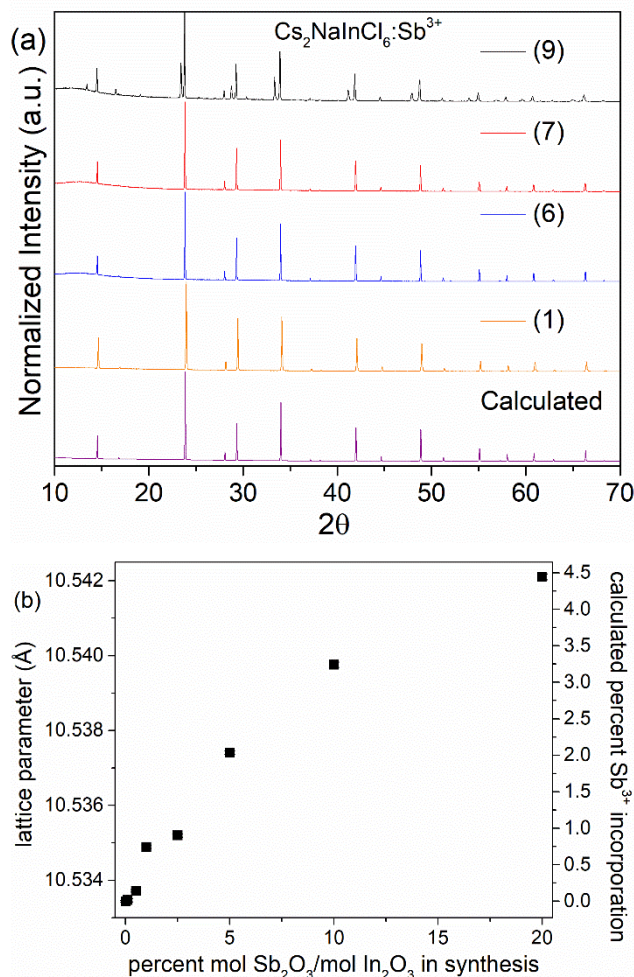 (a)
Cs₂NaInCl₆:Sb³⁺
(9)
(7)
(6)
(1)
Calculated
Normalized Intensity (a.u.)
10 20 30 40 50 60 70
2θ
(b)
10.542
10.540
10.538
10.536
10.534
lattice parameter (Å)
4.5
4.0
3.5
3.0
2.5
2.0
1.5
1.0
0.5
0.0
calculated percent Sb³⁺ incorporation
0 5 10 15 20
percent mol Sb₂O₃/mol In₂O₃ in synthesis